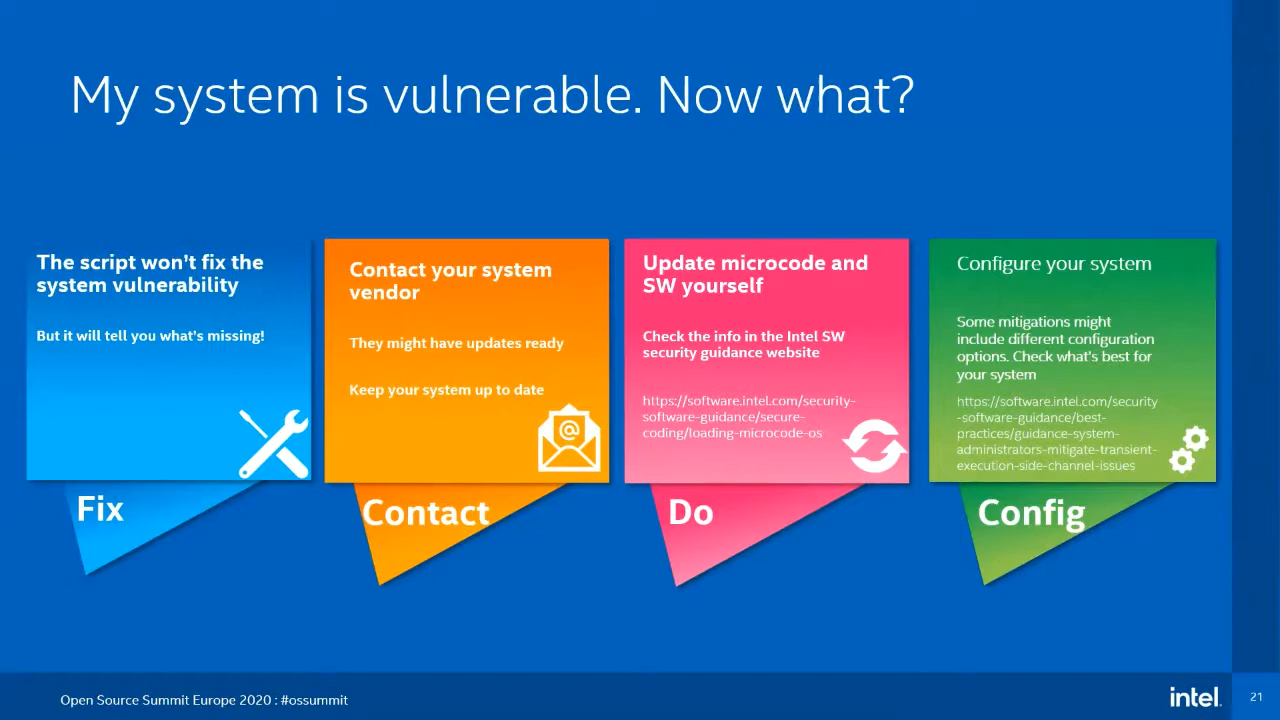 My system is vulnerable. Now what?
The script won't fix the
system vulnerability
But it will tell you what's missing!
Fix
Contact your system
vendor
They might have updates ready
Keep your system up to date
@
Contact
Update microcode and
SW yourself
Check the info in the Intel SW
security guidance website
https://software.intel.com/security-
software-guidance/secure-
coding/loading-microcode-os
Do
Configure your system
Some mitigations might
include different configuration
options. Check what's best for
your system
https://software.intel.com/security
-software-guidance/best-
practices/guidance-system-
administrators-mitigate-transient-
execution-side-channel-issues
Config
Open Source Summit Europe 2020 : #ossummit
intel.
21